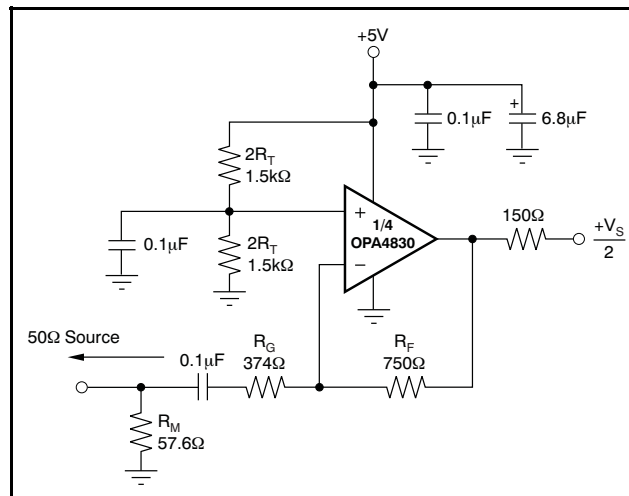 +5V
0.1μF
+
6.8μF
2R_T
1.5kΩ
+
1/4
OPA4830
−
150Ω
+V_S
2
0.1μF
2R_T
1.5kΩ
50Ω Source
0.1μF
R_G
374Ω
R_F
750Ω
R_M
57.6Ω